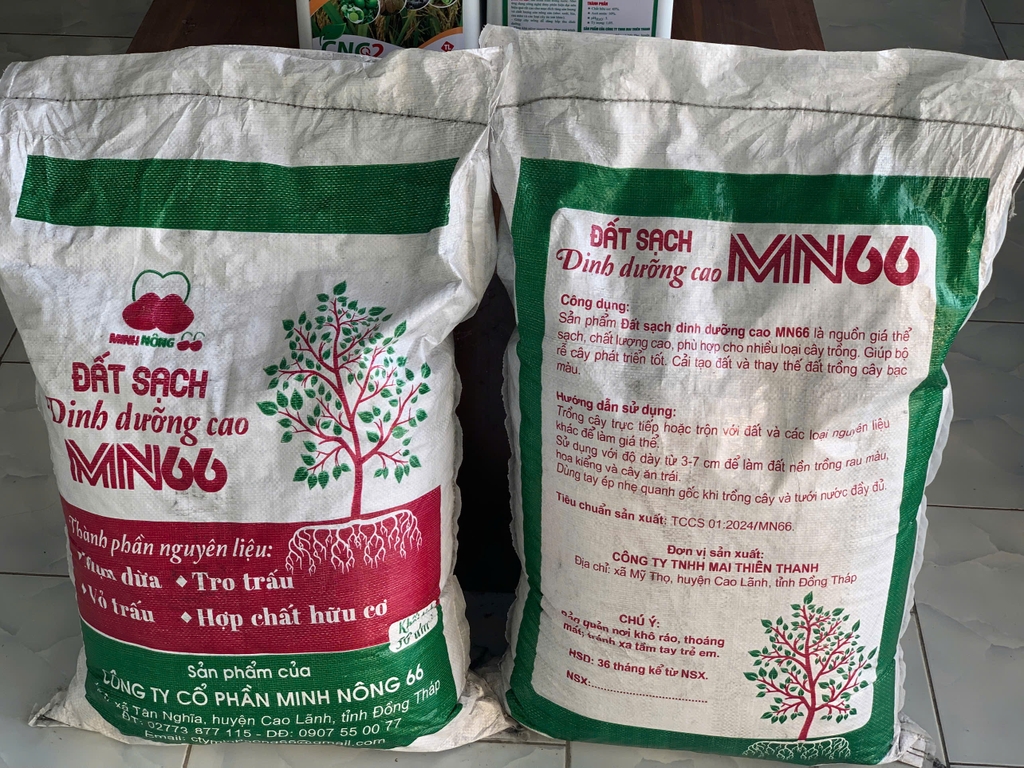 CNC2
THÀNH PHẦN
MINH NÔNG 66
ĐẤT SẠCH
Dinh dưỡng cao
MN66
Thành phần nguyên liệu:
dừa ◆ Tro trấu
◆ Vỏ trấu ◆ Hợp chất hữu cơ
Sản phẩm của
CÔNG TY CỔ PHẦN MINH NÔNG 66
xã Tân Nghĩa, huyện Cao Lãnh, tỉnh Đồng Tháp
ĐT: 02773 877 115 - DĐ: 0907 55 00 77
Email:
ĐẤT SẠCH
Dinh dưỡng cao MN66
Công dụng:
Sản phẩm Đất sạch dinh dưỡng cao MN66 là nguồn giá thể
sạch, chất lượng cao, phù hợp cho nhiều loại cây trồng. Giúp bộ
rễ cây phát triển tốt. Cải tạo đất và thay thế đất trồng cây bạc
màu.
Hướng dẫn sử dụng:
Trồng cây trực tiếp hoặc trộn với đất và các loại nguyên liệu
khác để làm giá thể.
Sử dụng với độ dày từ 3-7 cm để làm đất nền trồng rau màu,
hoa kiểng và cây ăn trái.
Dùng tay ép nhẹ quanh gốc khi trồng cây và tưới nước đầy đủ.
Tiêu chuẩn sản xuất: TCCS 01:2024/MN66.
Đơn vị sản xuất:
CÔNG TY TNHH MAI THIÊN THANH
Địa chỉ: xã Mỹ Thọ, huyện Cao Lãnh, tỉnh Đồng Tháp
CHÚ Ý:
Bảo quản nơi khô ráo, thoáng
mát, tránh xa tầm tay trẻ em.
HSD: 36 tháng kể từ NSX.
NSX:................................